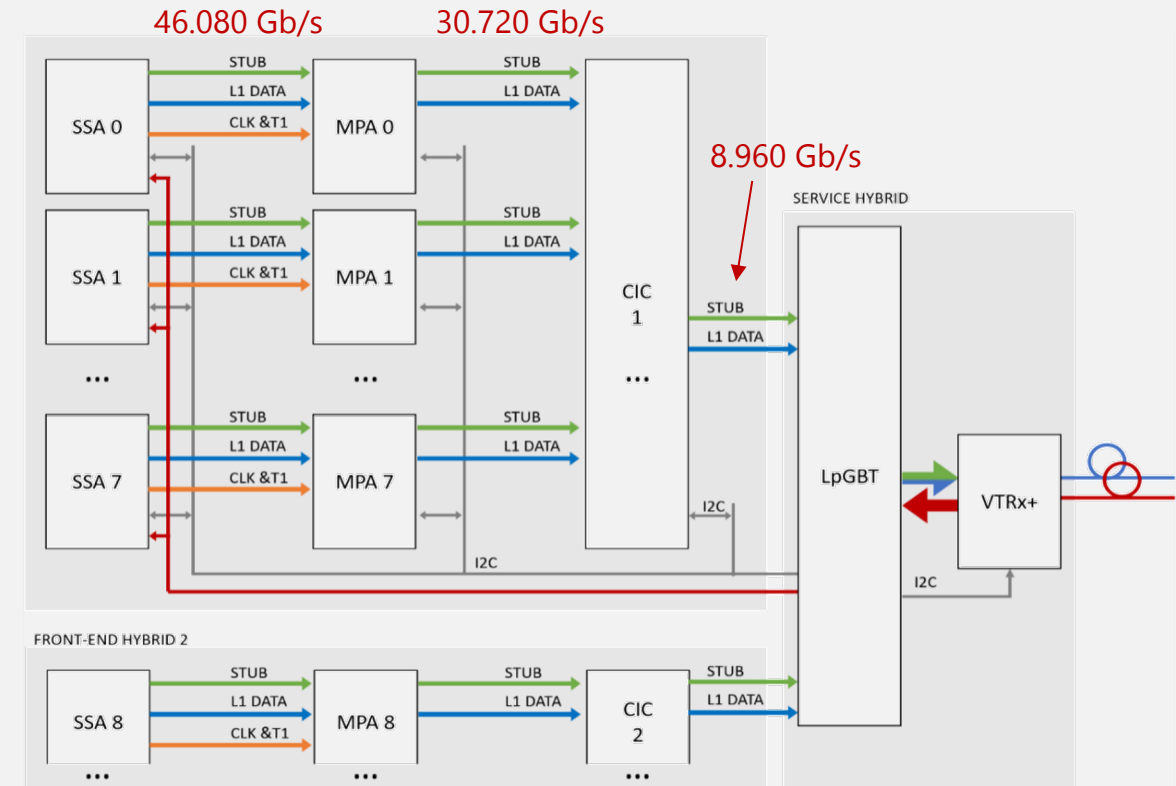 46.080 Gb/s
30.720 Gb/s
STUB
L1 DATA
CLK &T1
SSA 0
MPA 0
STUB
L1 DATA
8.960 Gb/s
SERVICE HYBRID
STUB
L1 DATA
CLK &T1
SSA 1
MPA 1
STUB
L1 DATA
CIC
1
STUB
L1 DATA
...
...
...
STUB
L1 DATA
CLK &T1
SSA 7
MPA 7
STUB
L1 DATA
LpGBT
VTRx+
I2C
I2C
I2C
FRONT-END HYBRID 2
STUB
L1 DATA
CLK &T1
SSA 8
MPA 8
STUB
L1 DATA
CIC
2
STUB
L1 DATA
...
...
...